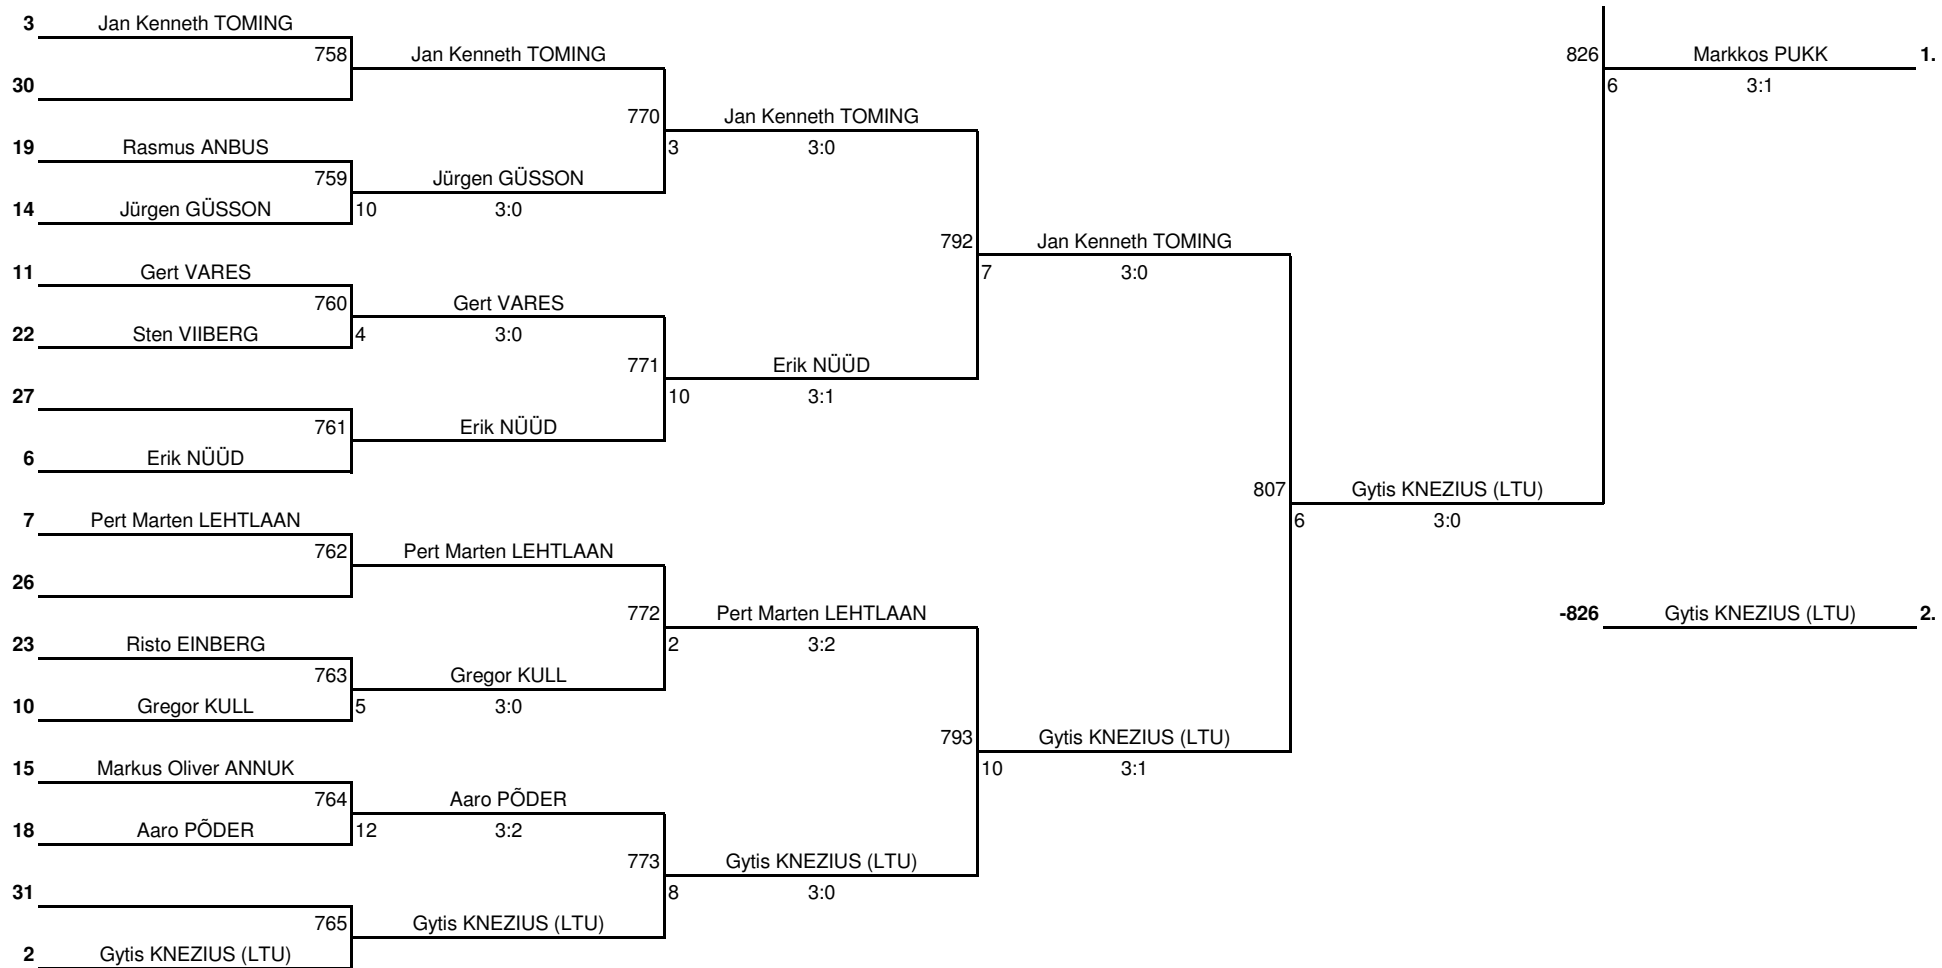 3 Jan Kenneth TOMING
758 Jan Kenneth TOMING 826 Markkos PUKK 1.
30 6 3:1
770 Jan Kenneth TOMING
19 Rasmus ANBUS 3 3:0
759 Jürgen GÜSSON
14 Jürgen GÜSSON 10 3:0
792 Jan Kenneth TOMING
11 Gert VARES 7 3:0
760 Gert VARES
22 Sten VIIBERG 4 3:0
771 Erik NÜÜD
27 10 3:1
761 Erik NÜÜD
6 Erik NÜÜD
807 Gytis KNEZIUS (LTU)
7 Pert Marten LEHTLAAN 6 3:0
762 Pert Marten LEHTLAAN
26
772 Pert Marten LEHTLAAN -826 Gytis KNEZIUS (LTU) 2.
23 Risto EINBERG 2 3:2
763 Gregor KULL
10 Gregor KULL 5 3:0
793 Gytis KNEZIUS (LTU)
15 Markus Oliver ANNUK 10 3:1
764 Aaro PÕDER
18 Aaro PÕDER 12 3:2
773 Gytis KNEZIUS (LTU)
31 8 3:0
765 Gytis KNEZIUS (LTU)
2 Gytis KNEZIUS (LTU)